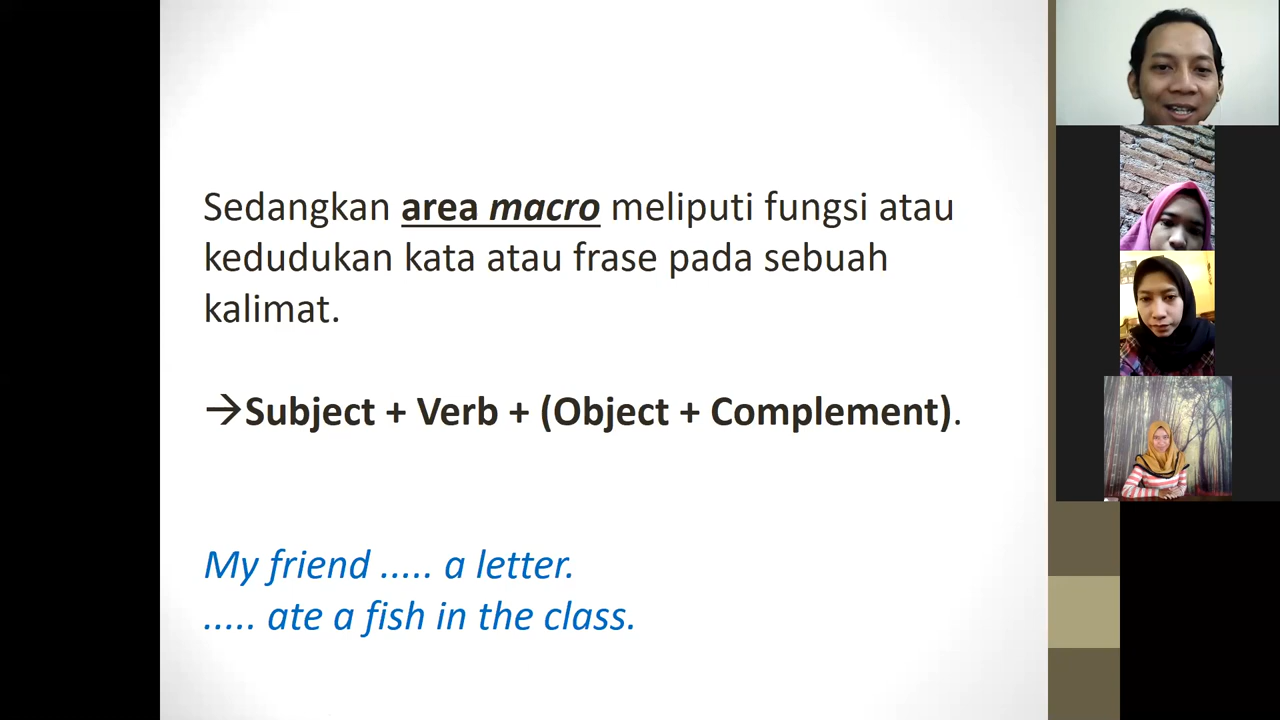 Sedangkan area macro meliputi fungsi atau
kedudukan kata atau frase pada sebuah
kalimat.
→Subject + Verb + (Object + Complement).
My friend ..... a letter.
..... ate a fish in the class.